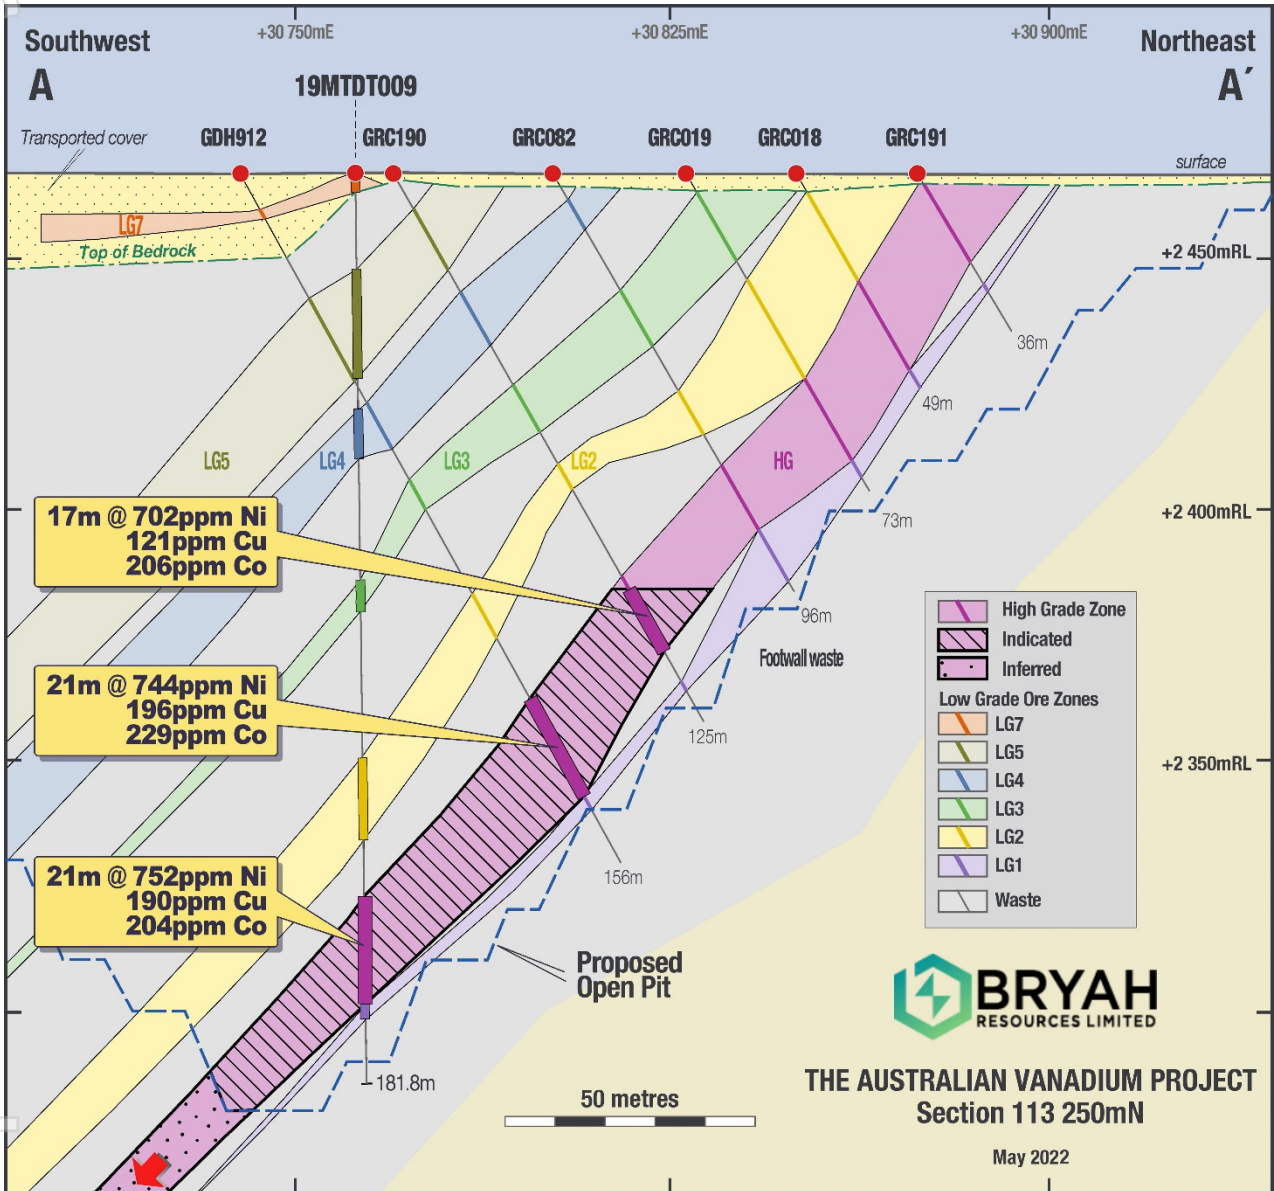 Southwest
+30 750mE
+30 825mE
+30 900mE
Northeast
A
A´
19MTDT009
Transported cover
GDH912
GRC190
GRC082
GRC019
GRC018
GRC191
surface
LG7
Top of Bedrock
+2 450mRL
36m
49m
LG5
LG4
LG3
LG2
HG
17m @ 702ppm Ni
121ppm Cu
206ppm Co
73m
+2 400mRL
96m
Footwall waste
High Grade Zone
Indicated
Inferred
Low Grade Ore Zones
LG7
LG5
LG4
LG3
LG2
LG1
Waste
21m @ 744ppm Ni
196ppm Cu
229ppm Co
125m
+2 350mRL
156m
21m @ 752ppm Ni
190ppm Cu
204ppm Co
Proposed
Open Pit
181.8m
BRYAH
RESOURCES LIMITED
50 metres
THE AUSTRALIAN VANADIUM PROJECT
Section 113 250mN
May 2022